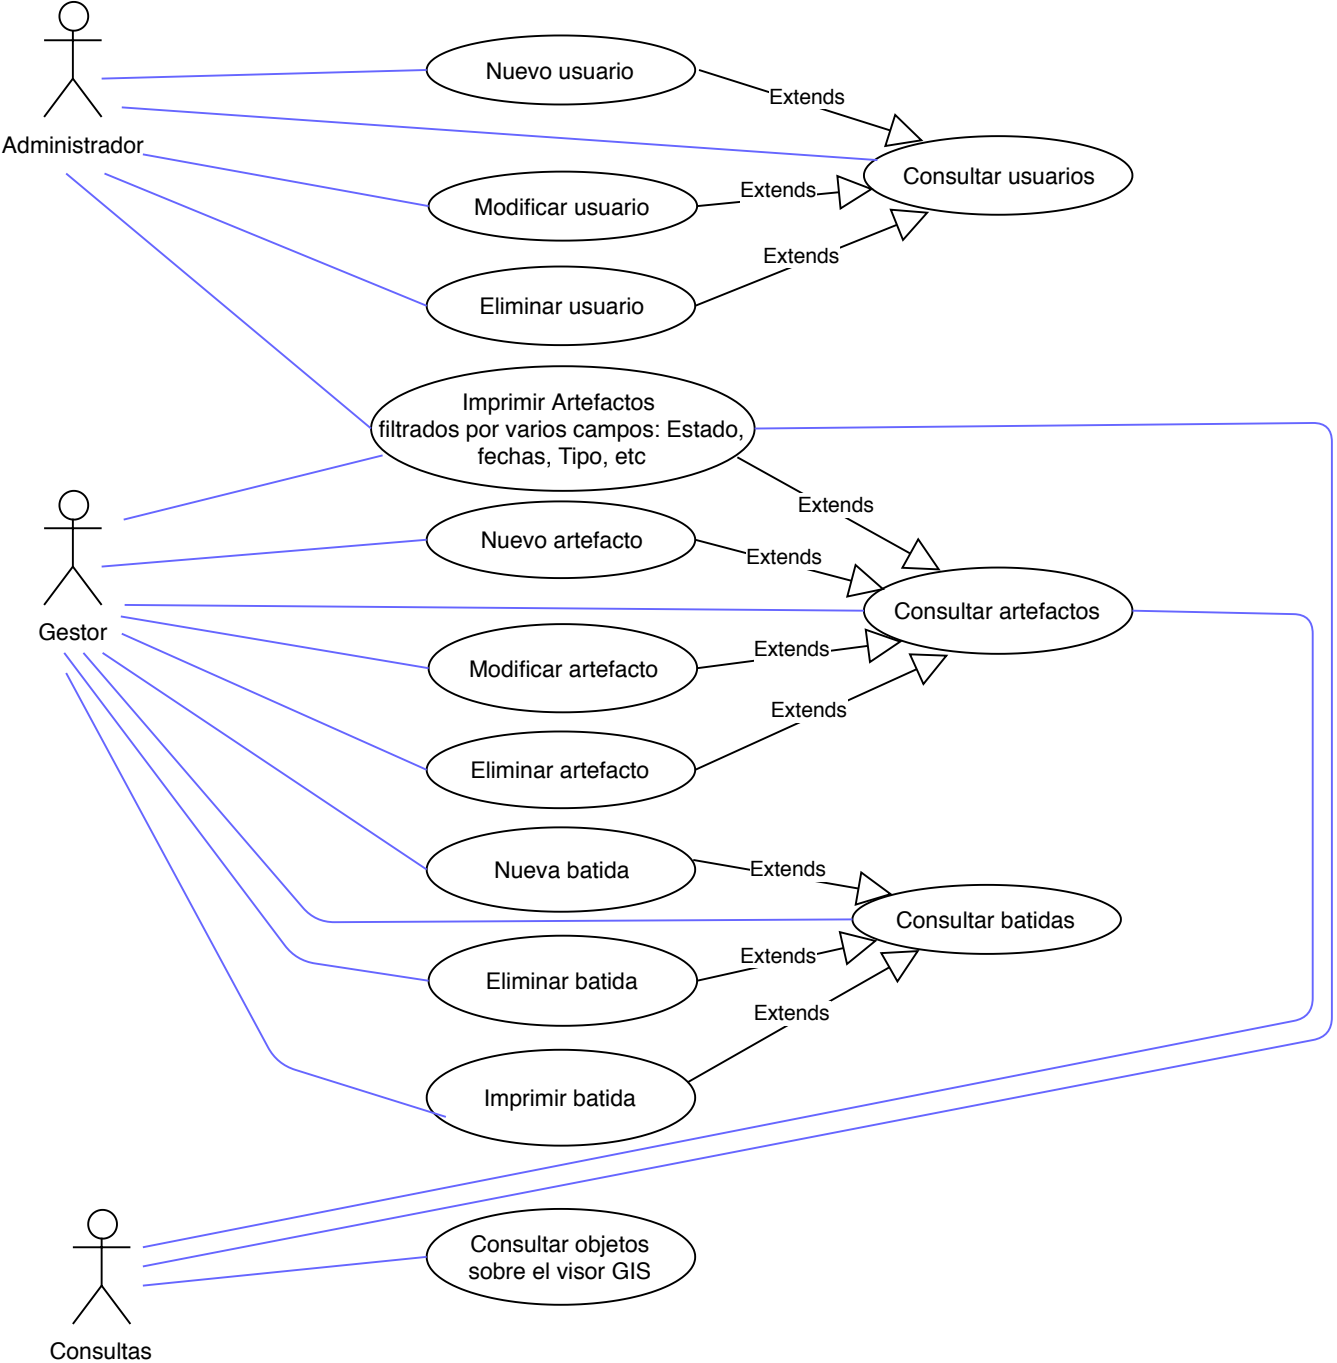 Nuevo usuario
Extends
Administrador
Consultar usuarios
Extends
Modificar usuario
Extends
Eliminar usuario
Imprimir Artefactos
filtrados por varios campos: Estado,
fechas, Tipo, etc
Extends
Nuevo artefacto
Extends
Consultar artefactos
Gestor
Extends
Modificar artefacto
Extends
Eliminar artefacto
Nueva batida
Extends
Consultar batidas
Extends
Eliminar batida
Extends
Imprimir batida
Consultar objetos
sobre el visor GIS
Consultas